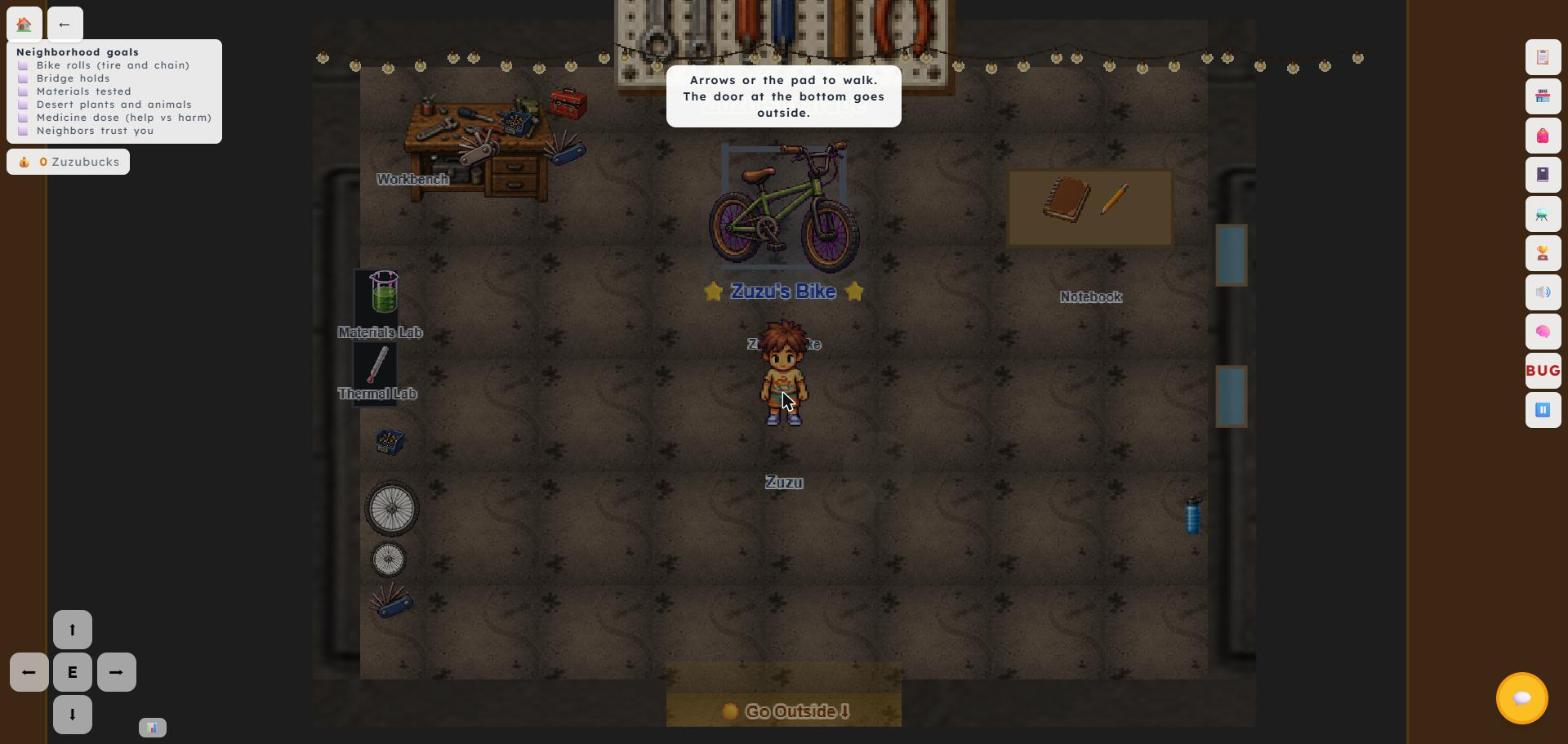 ←
Neighborhood goals
Bike rolls (tire and chain)
Bridge holds
Materials tested
Desert plants and animals
Medicine dose (help vs harm)
Neighbors trust you
0 Zuzubucks
Arrows or the pad to walk.
The door at the bottom goes
outside.
Workbench
Zuzu's Bike
Notebook
Materials Lab
Thermal Lab
Zuzu
BUG
↑
← E →
↓
Go Outside ↓